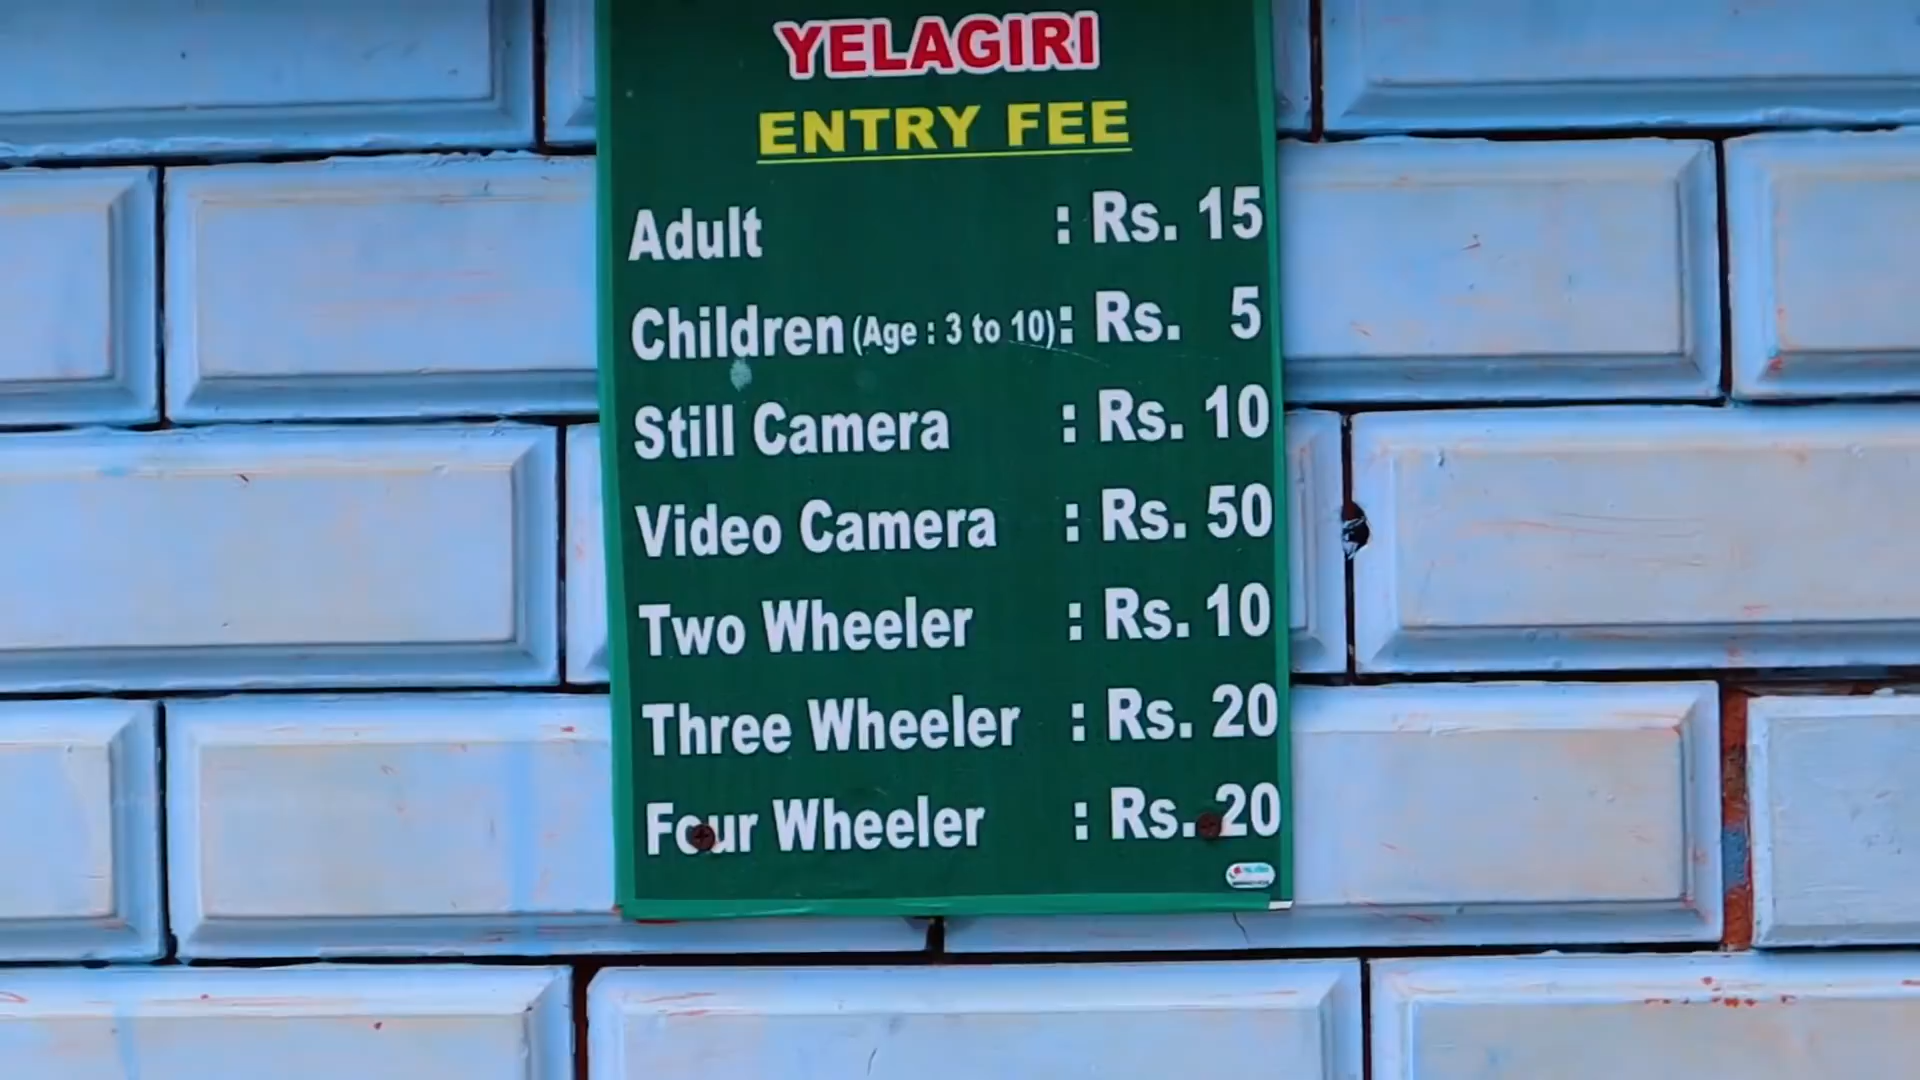 YELAGIRI
ENTRY FEE
Adult : Rs. 15
Children (Age : 3 to 10): Rs. 5
Still Camera : Rs. 10
Video Camera : Rs. 50
Two Wheeler : Rs. 10
Three Wheeler : Rs. 20
Four Wheeler : Rs. 20